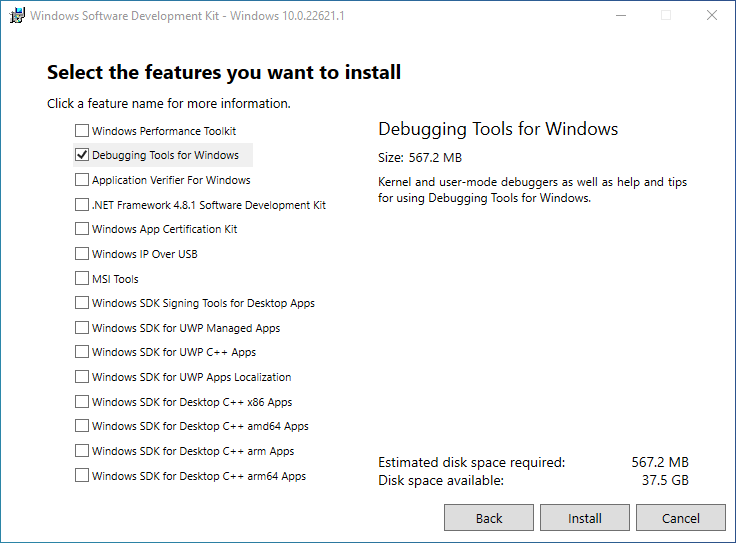 Windows Software Development Kit - Windows 10.0.22621.1
Select the features you want to install
Click a feature name for more information.
Windows Performance Toolkit
Debugging Tools for Windows
Application Verifier For Windows
.NET Framework 4.8.1 Software Development Kit
Windows App Certification Kit
Windows IP Over USB
MSI Tools
Windows SDK Signing Tools for Desktop Apps
Windows SDK for UWP Managed Apps
Windows SDK for UWP C++ Apps
Windows SDK for UWP Apps Localization
Windows SDK for Desktop C++ x86 Apps
Windows SDK for Desktop C++ amd64 Apps
Windows SDK for Desktop C++ arm Apps
Windows SDK for Desktop C++ arm64 Apps
Debugging Tools for Windows
Size: 567.2 MB
Kernel and user-mode debuggers as well as help and tips
for using Debugging Tools for Windows.
Estimated disk space required: 567.2 MB
Disk space available: 37.5 GB
Back Install Cancel